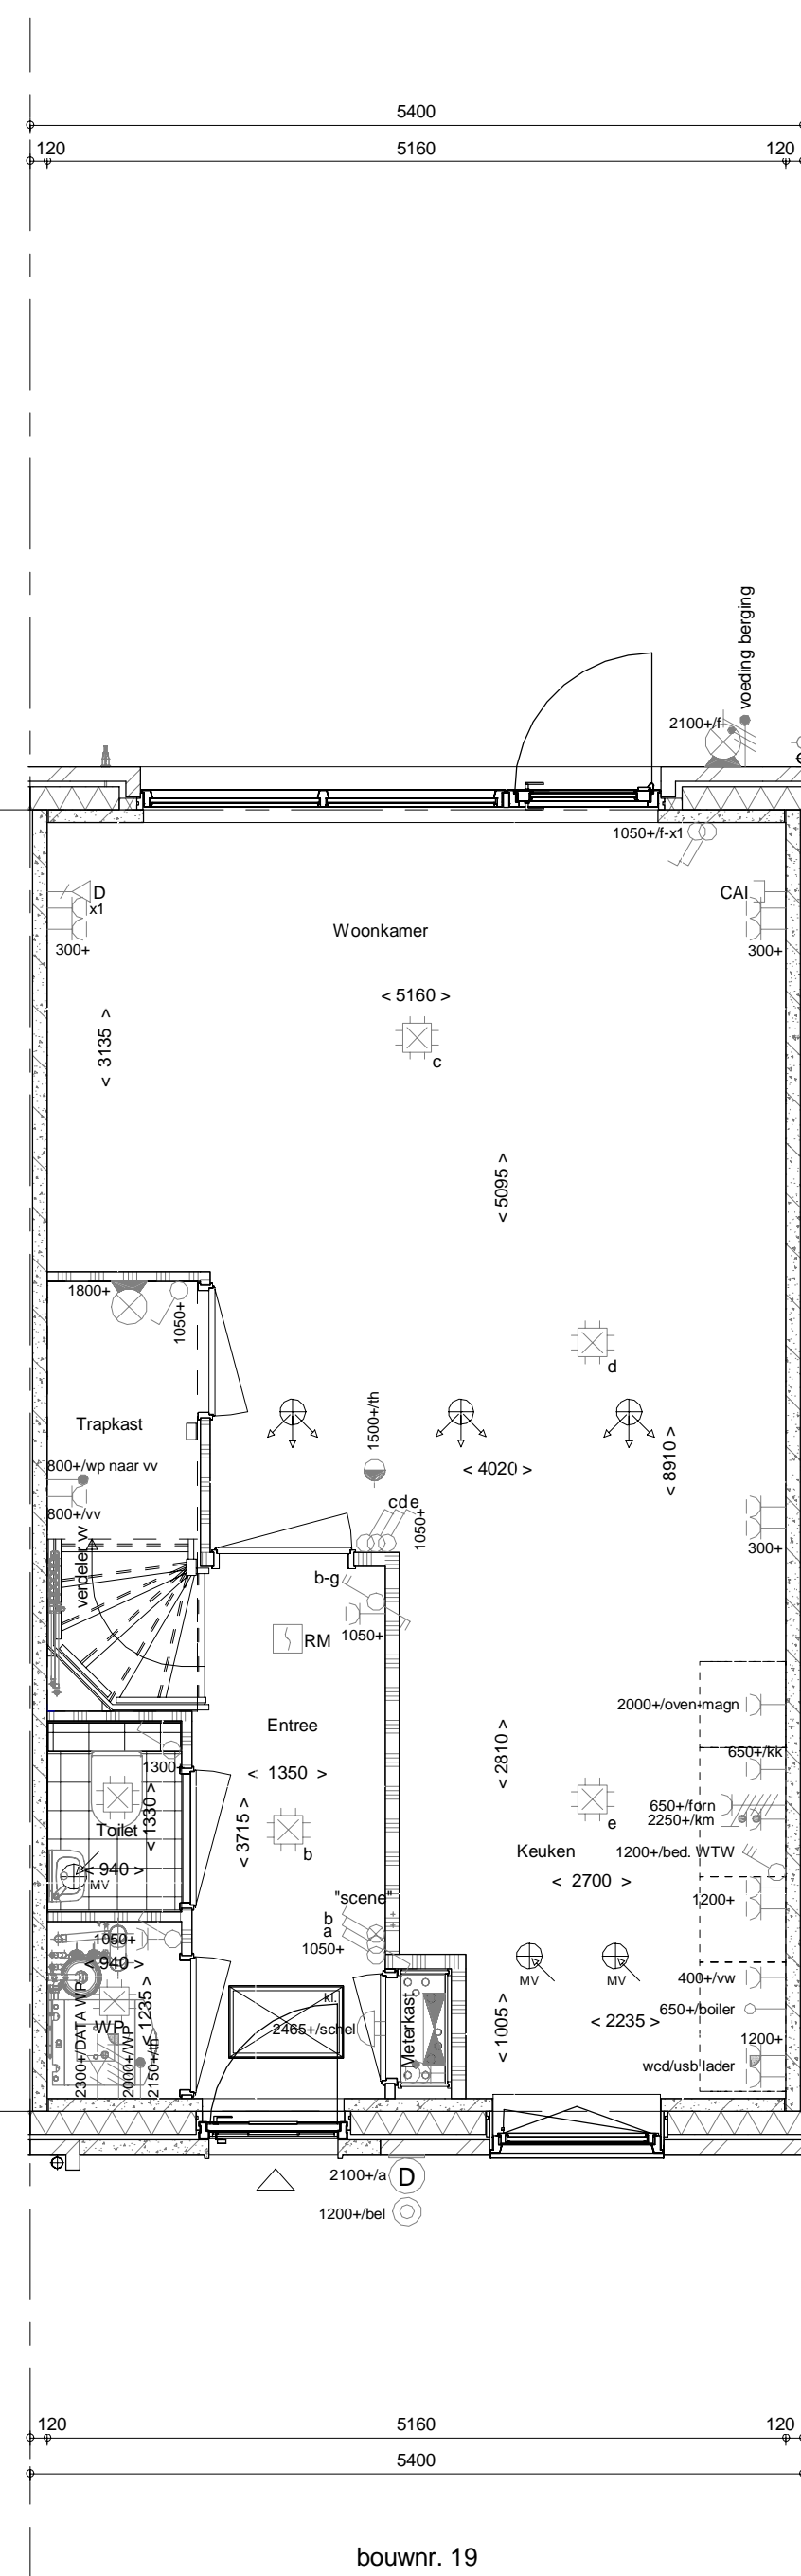 5400
120 5160 120
voeding berging
2100+/f
1050+/f-x1
D
x1
300+
CAI
300+
Woonkamer
< 5160 >
< 3135 >
c
< 5095 >
1800+
1050+
d
Trapkast
1500+/th
< 4020 >
< 8910 >
800+/wp naar vv
800+/vv
cde
1050+
300+
verdeler vv
b-g
1050+
RM
2000+/oven-magn
Entree
650+/kk
1300+
< 1350 >
< 2810 >
650+/forn
2250+/km
Toilet
< 1330 >
< 3715 >
b
e
Keuken
1200+/bed. WTW
< 940 >
MV
< 2700 >
"scene"
b
a
1050+
1200+
1050+
< 940 >
MV
MV
400+/vw
WP
< 1235 >
kl.
2465+/schel
Meterkast
< 1005 >
< 2235 >
650+/boiler
1200+
wcd/usb lader
2300+/DATA WP
2000+/WP
2150+/th
2100+/a
D
1200+/bel
120 5160 120
5400
bouwnr. 19